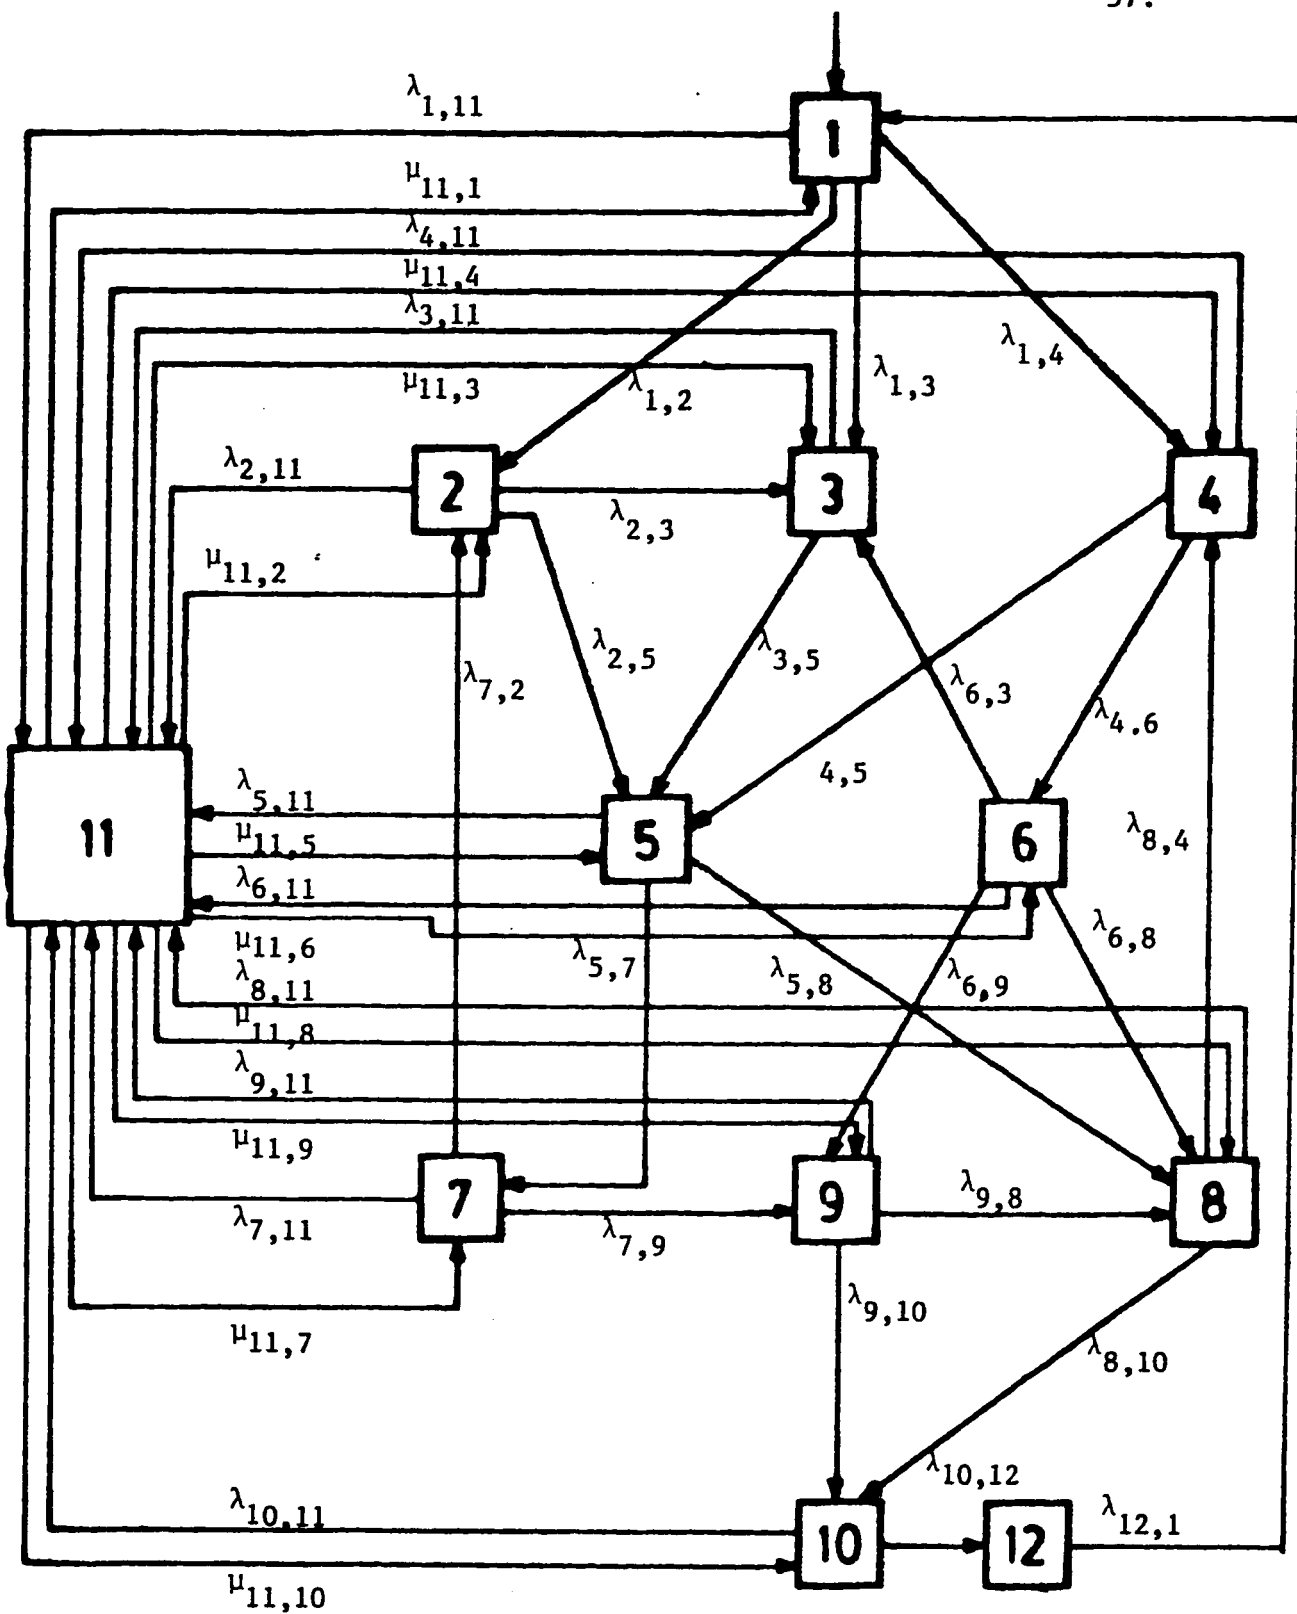 λ1,11
1
μ11,1
λ4,11
μ11,4
λ3,11
μ11,3
λ1,2
λ1,3
λ1,4
λ2,11
2
λ2,3
3
4
μ11,2
λ7,2
λ2,5
λ3,5
λ6,3
λ4.6
4,5
λ5,11
11
μ11,5
5
6
λ8,4
λ6,11
μ11,6
λ5,7
λ5,8
λ6,9
λ6,8
λ8,11
μ11,8
λ9,11
μ11,9
7
9
λ9,8
8
λ7,11
λ7,9
μ11,7
λ9,10
λ8,10
λ10,12
λ10,11
10
12
λ12,1
μ11,10